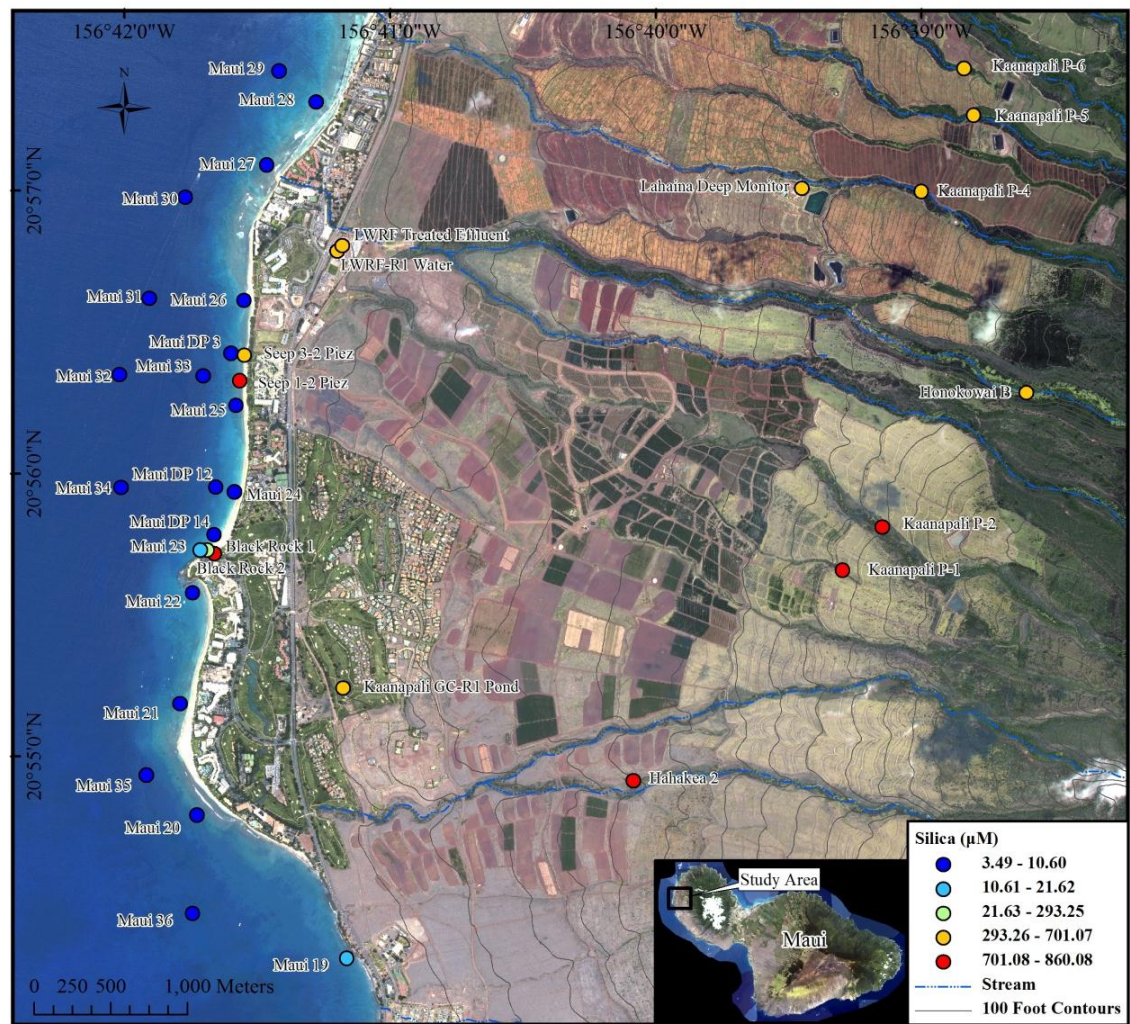 156°42'0"W
156°41'0"W
156°40'0"W
156°39'0"W
N
Maui 29
Kaanapali P-6
Maui 28
Kaanapali P-5
Maui 27
20°57'0"N
Lahaina Deep Monitor
Kaanapali P-4
Maui 30
LWRF Treated Effluent
LWRF-R1 Water
Maui 31
Maui 26
Maui DP 3
Seep 3-2 Piez
Maui 32
Maui 33
Seep 1-2 Piez
Honokowai B
Maui 25
20°56'0"N
Maui 34
Maui DP 12
Maui 24
Maui DP 14
Kaanapali P-2
Maui 23
Black Rock 1
Black Rock 2
Kaanapali P-1
Maui 22
Kaanapali GC-R1 Pond
Maui 21
20°55'0"N
Maui 35
Hahakea 2
Maui 20
Maui 36
Maui 19
0 250 500 1,000 Meters
Study Area
Maui
Silica (µM)
3.49 - 10.60
10.61 - 21.62
21.63 - 293.25
293.26 - 701.07
701.08 - 860.08
Stream
100 Foot Contours